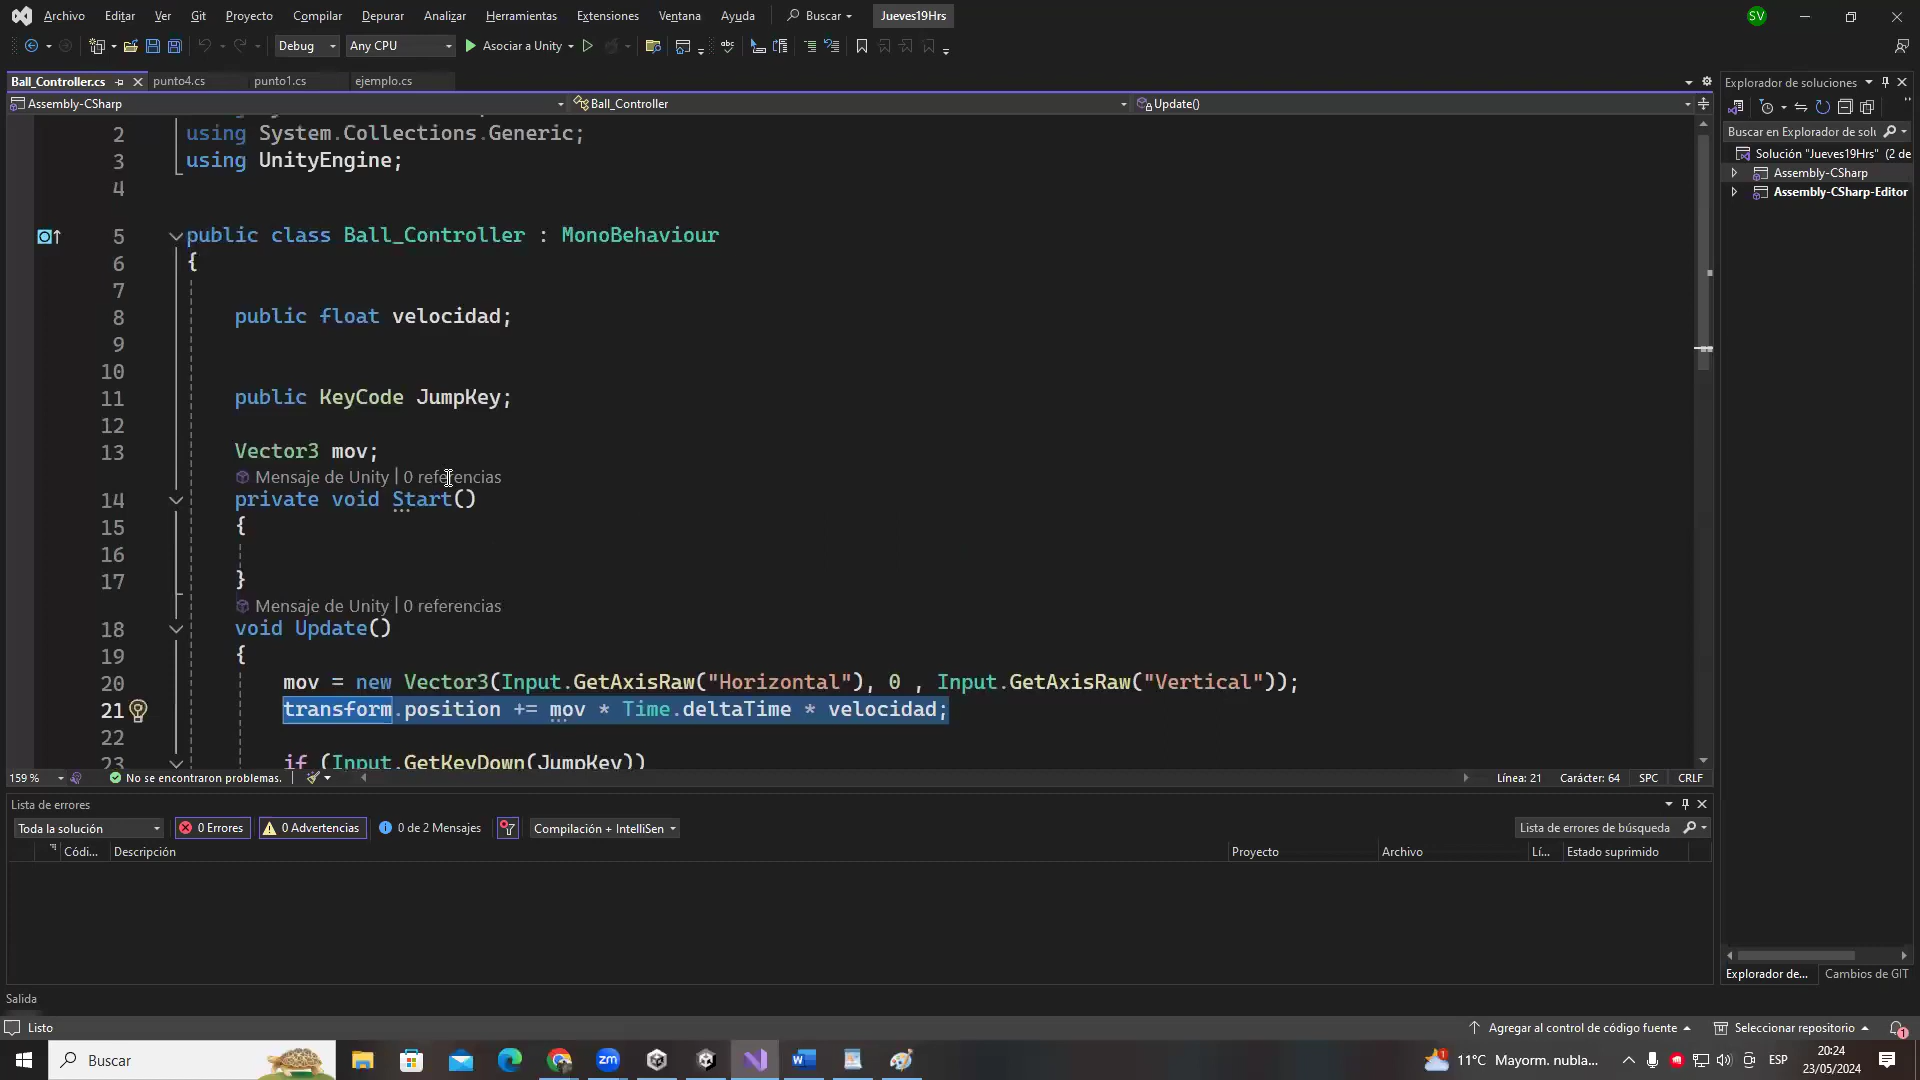 Archivo Editar Ver Git Proyecto Compilar Depurar Analizar Herramientas Extensiones Ventana Ayuda Buscar Jueves19Hrs SV
Debug Any CPU Asociar a Unity
Ball_Controller.cs punto4.cs punto1.cs ejemplo.cs
Assembly-CSharp Ball_Controller Update()
2 using System.Collections.Generic;
3 using UnityEngine;
4
5 public class Ball_Controller : MonoBehaviour
6 {
7
8 public float velocidad;
9
10
11 public KeyCode JumpKey;
12
13 Vector3 mov;
Mensaje de Unity | 0 referencias
14 private void Start()
15 {
16
17 }
Mensaje de Unity | 0 referencias
18 void Update()
19 {
20 mov = new Vector3(Input.GetAxisRaw("Horizontal"), 0 , Input.GetAxisRaw("Vertical"));
21 transform.position += mov * Time.deltaTime * velocidad;
22
23 if (Input.GetKeyDown(JumpKey))
159 % No se encontraron problemas. Línea: 21 Carácter: 64 SPC CRLF
Lista de errores
Toda la solución 0 Errores 0 Advertencias 0 de 2 Mensajes Compilación + IntelliSen Lista de errores de búsqueda
Códi... Descripción Proyecto Archivo Lí... Estado suprimido
Salida
Listo Agregar al control de código fuente Seleccionar repositorio 1
Explorador de soluciones
Buscar en Explorador de solu
Solución "Jueves19Hrs" (2 de
Assembly-CSharp
Assembly-CSharp-Editor
Explorador de... Cambios de GIT
Buscar 11°C Mayorm. nubla... ESP 20:24
23/05/2024